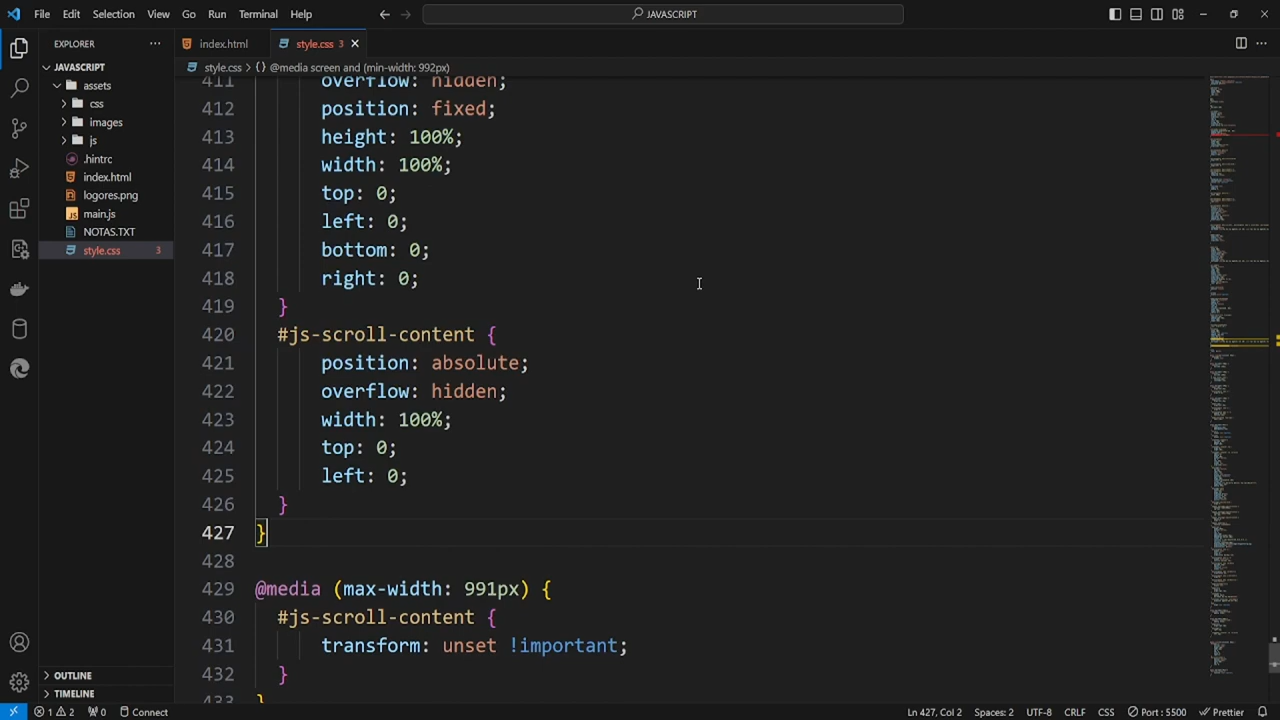 File Edit Selection View Go Run Terminal Help
JAVASCRIPT
EXPLORER
index.html
style.css 3
JAVASCRIPT
style.css > {} @media screen and (min-width: 992px)
assets
css
images
js
.hintrc
index.html
logores.png
main.js
NOTAS.TXT
style.css 3
411 overflow: hidden;
412 position: fixed;
413 height: 100%;
414 width: 100%;
415 top: 0;
416 left: 0;
417 bottom: 0;
418 right: 0;
419 }
420 #js-scroll-content {
421 position: absolute;
422 overflow: hidden;
423 width: 100%;
424 top: 0;
425 left: 0;
426 }
427 }
428
429 @media (max-width: 991px) {
430 #js-scroll-content {
431 transform: unset !important;
432 }
433 }
OUTLINE
TIMELINE
1 2 0 Connect Ln 427, Col 2 Spaces: 2 UTF-8 CRLF CSS Port : 5500 Prettier